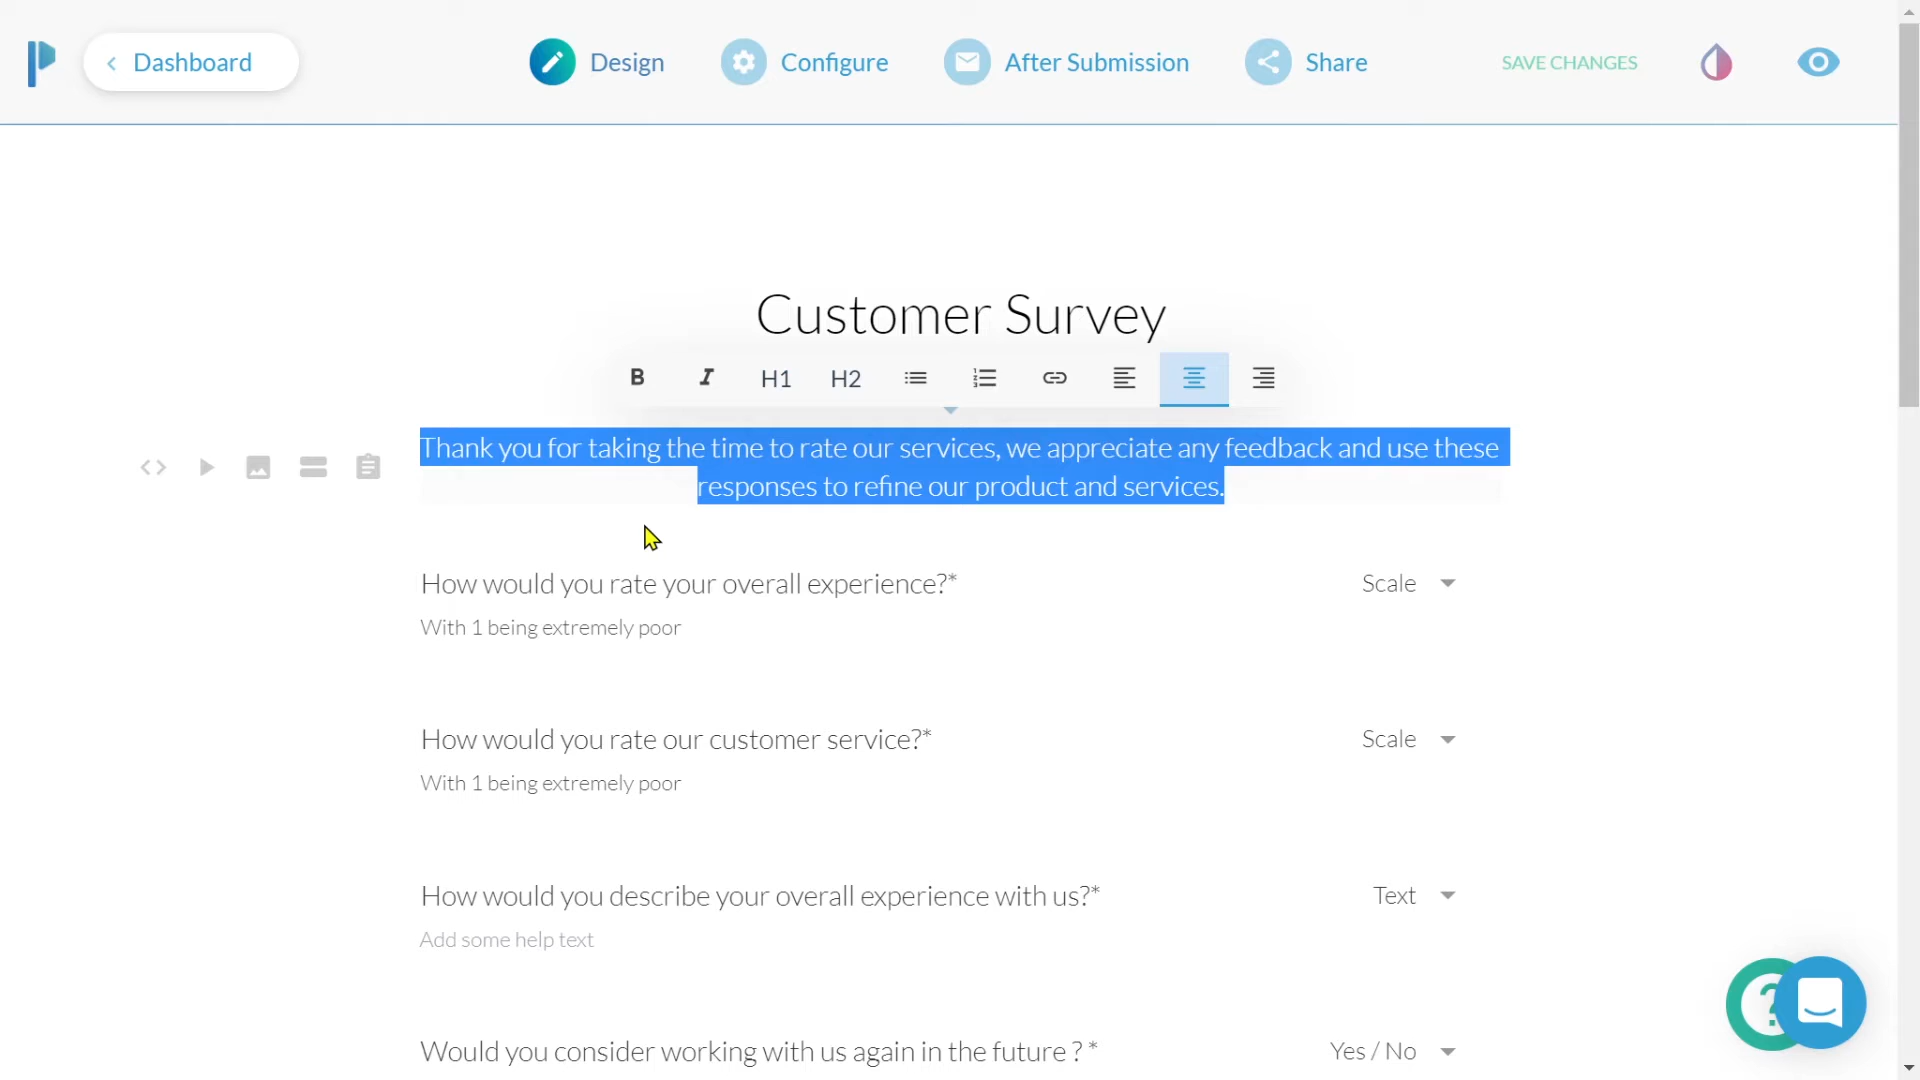 Dashboard
Design
Configure
After Submission
Share
SAVE CHANGES
Customer Survey
B I H1 H2
Thank you for taking the time to rate our services, we appreciate any feedback and use these
responses to refine our product and services.
How would you rate your overall experience?*
Scale
With 1 being extremely poor
How would you rate our customer service?*
Scale
With 1 being extremely poor
How would you describe your overall experience with us?*
Text
Add some help text
Would you consider working with us again in the future ? *
Yes / No